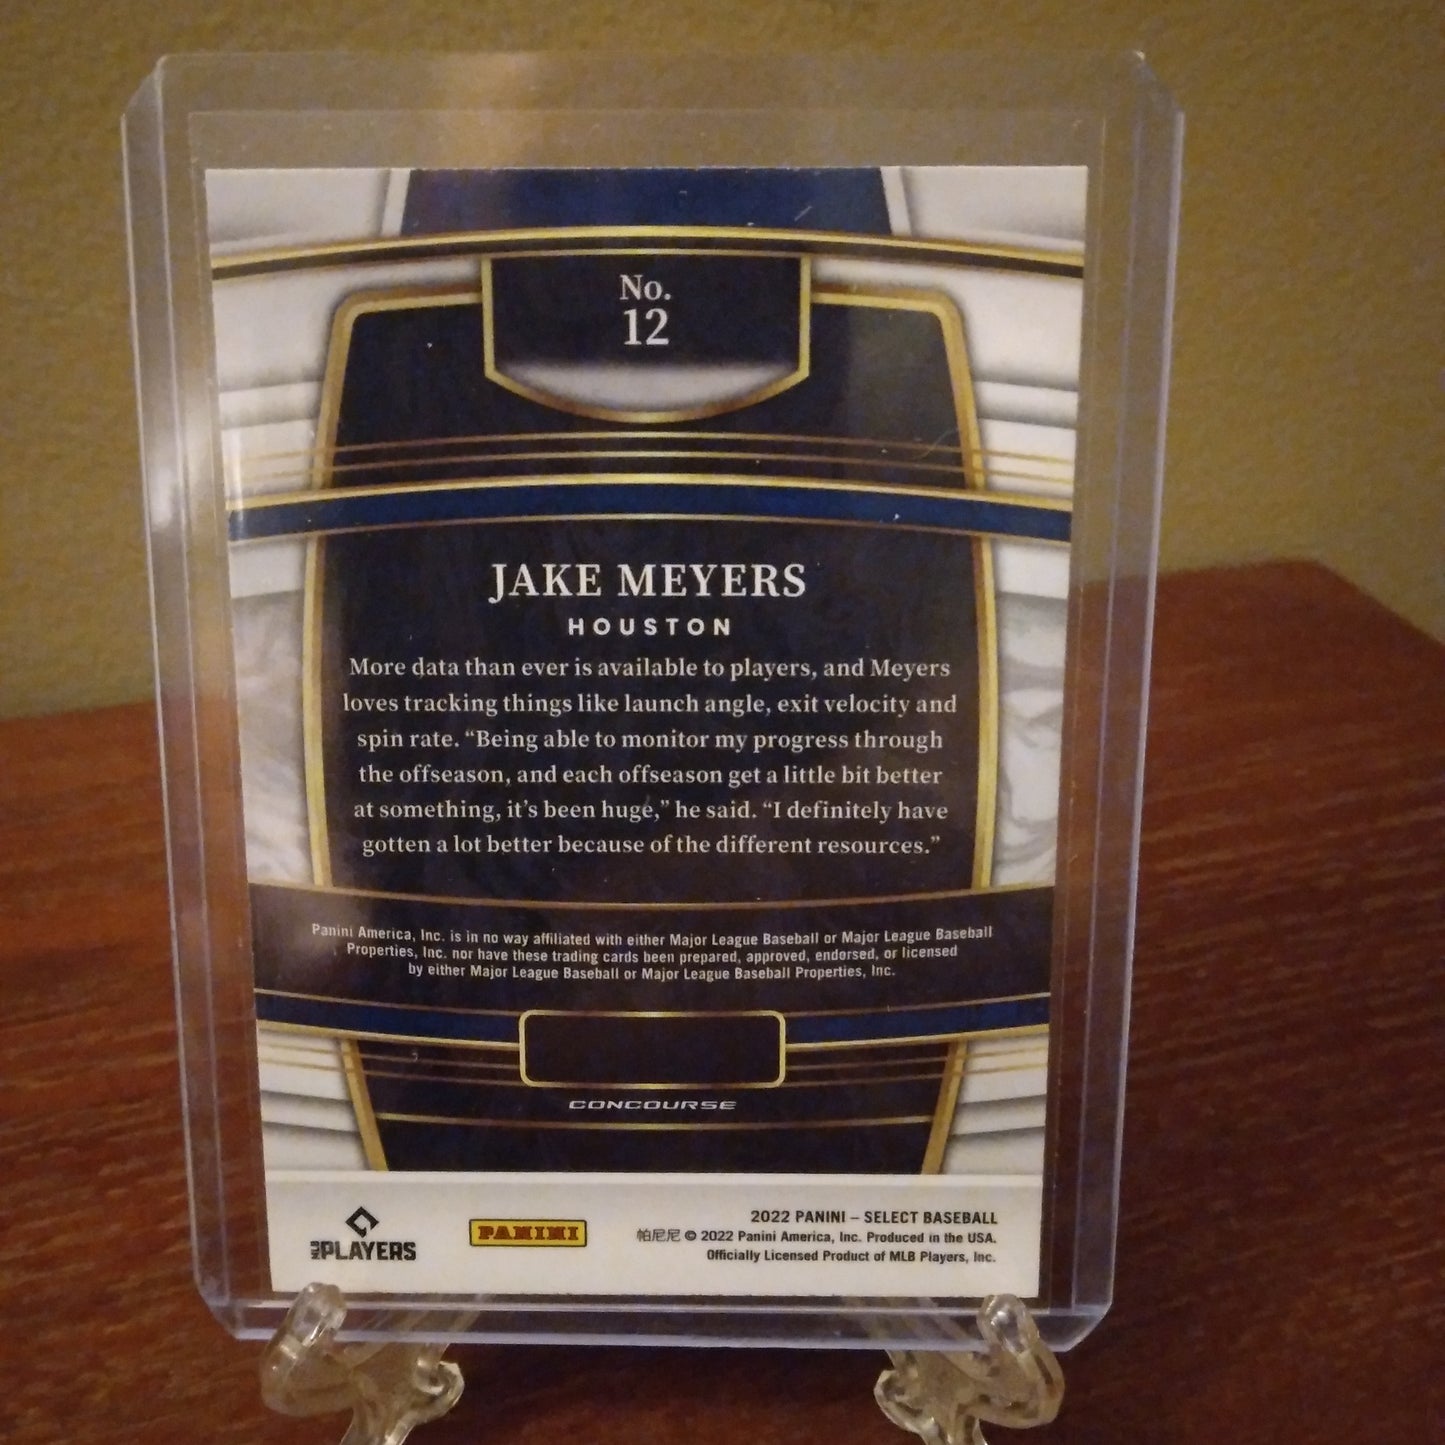 No.
12
JAKE MEYERS
HOUSTON
More data than ever is available to players, and Meyers
loves tracking things like launch angle, exit velocity and
spin rate. “Being able to monitor my progress through
the offseason, and each offseason get a little bit better
at something, it’s been huge,” he said. “I definitely have
gotten a lot better because of the different resources.”
Panini America, Inc. is in no way affiliated with either Major League Baseball or Major League Baseball
Properties, Inc. nor have these trading cards been prepared, approved, endorsed, or licensed
by either Major League Baseball or Major League Baseball Properties, Inc.
CONCOURSE
MLB PLAYERS
PANINI
2022 PANINI – SELECT BASEBALL
帕尼尼 © 2022 Panini America, Inc. Produced in the USA.
Officially Licensed Product of MLB Players, Inc.